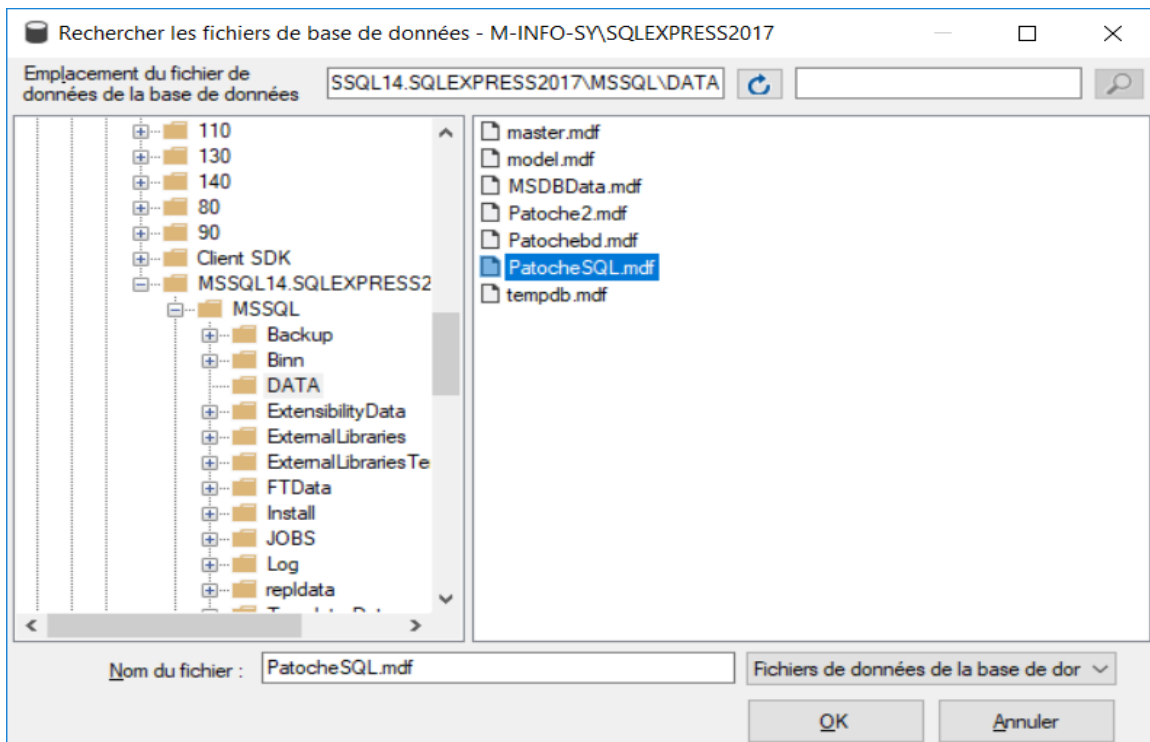 Rechercher les fichiers de base de données - M-INFO-SY\SQLEXPRESS2017
Emplacement du fichier de
données de la base de données
SSQL14.SQLEXPRESS2017\MSSQL\DATA
110
130
140
80
90
Client SDK
MSSQL14.SQLEXPRESS2
MSSQL
Backup
Binn
DATA
ExtensibilityData
ExternalLibraries
ExternalLibrariesTe
FTData
Install
JOBS
Log
repldata
master.mdf
model.mdf
MSDBData.mdf
Patoche2.mdf
Patochebd.mdf
PatocheSQL.mdf
tempdb.mdf
Nom du fichier :
PatocheSQL.mdf
Fichiers de données de la base de dor
OK
Annuler